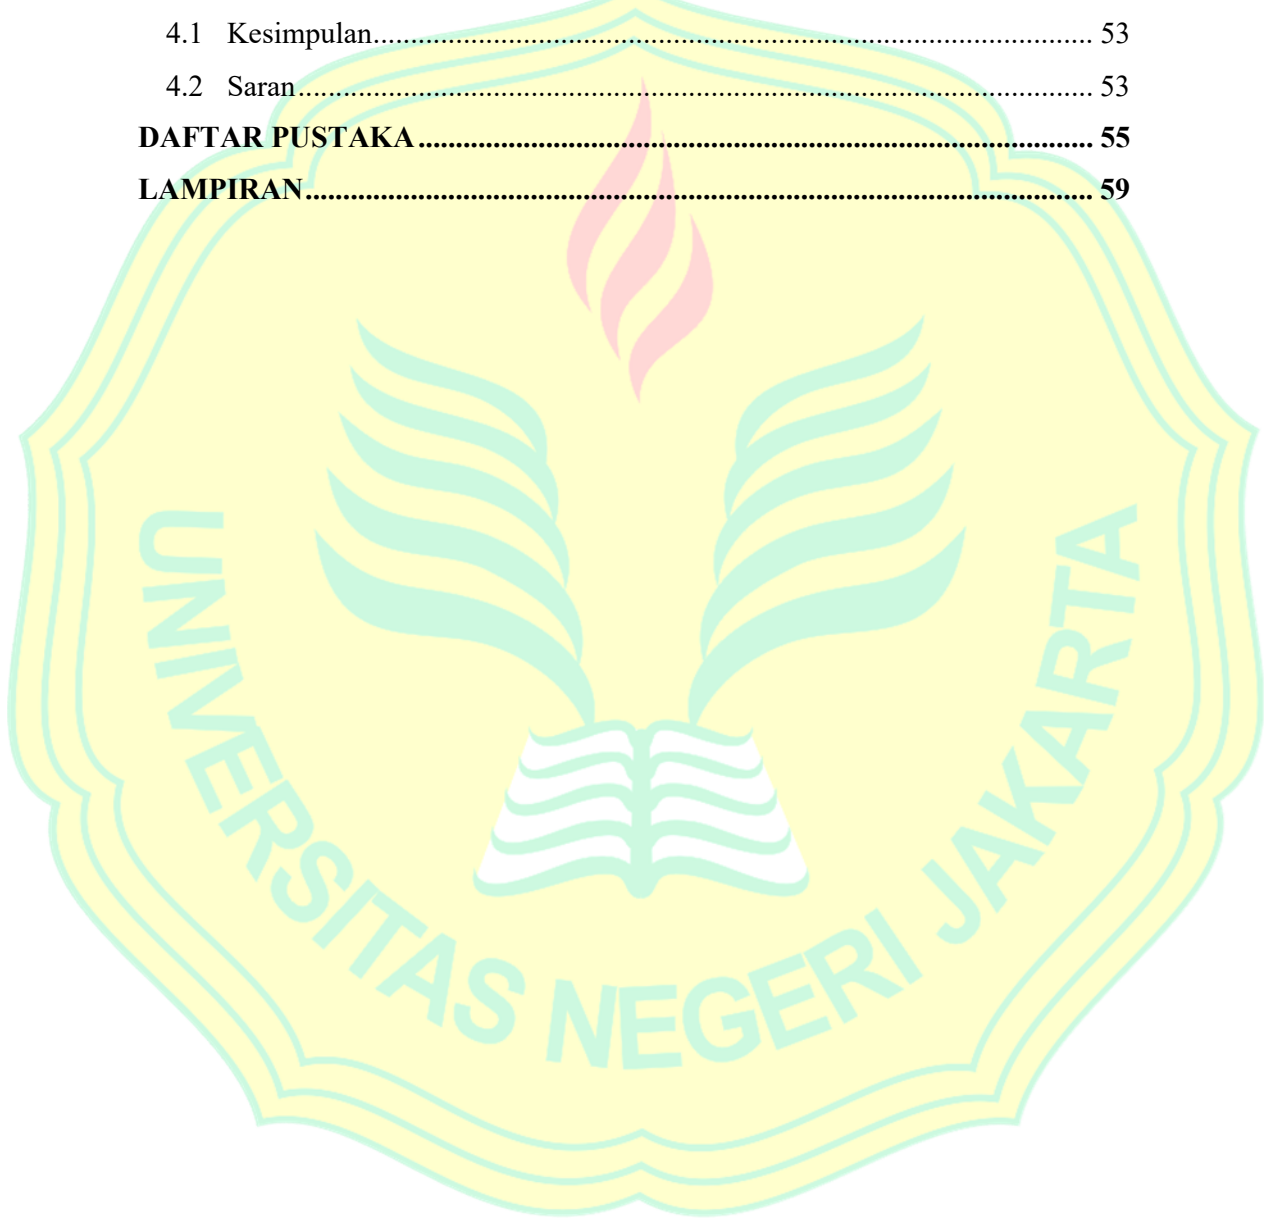 4.1 Kesimpulan................................................................................................ 53
4.2 Saran.......................................................................................................... 53
DAFTAR PUSTAKA.......................................................................................... 55
LAMPIRAN......................................................................................................... 59
UNIVERSITAS NEGERI JAKARTA